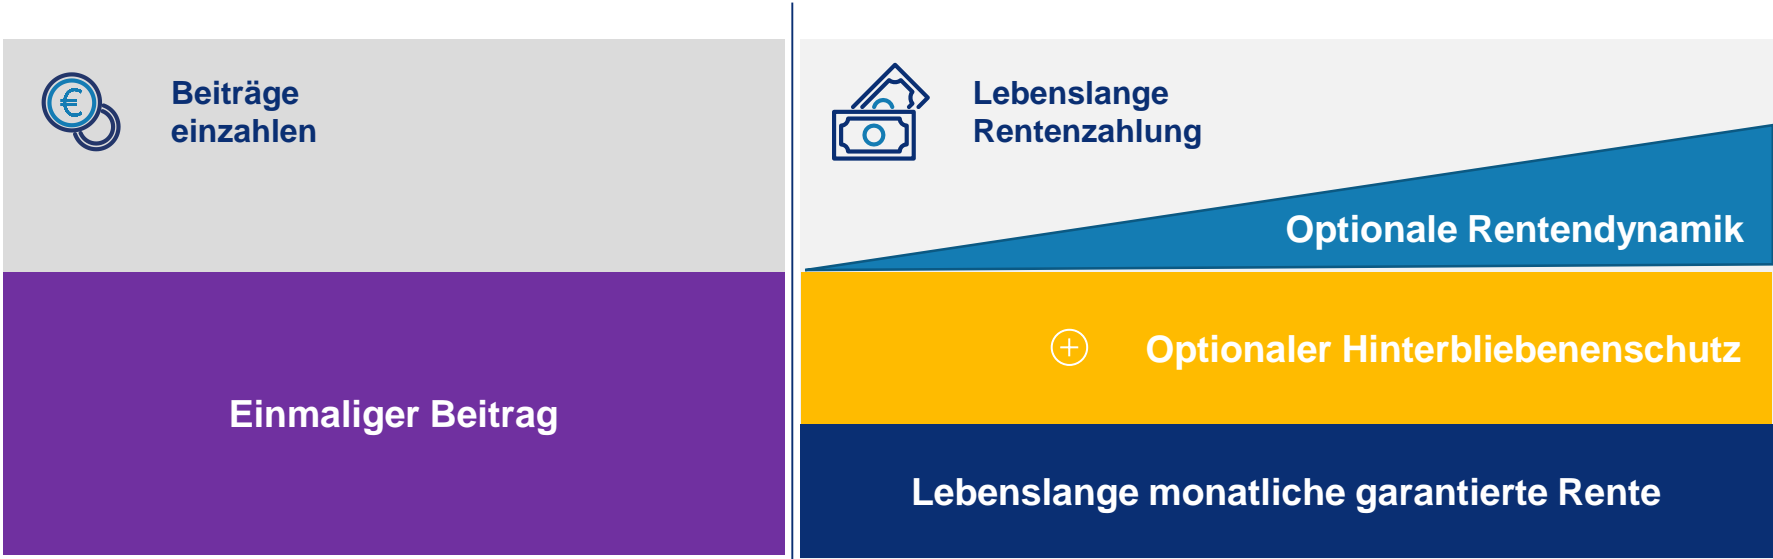 Beiträge
einzahlen
Einmaliger Beitrag
Lebenslange
Rentenzahlung
Optionale Rentendynamik
Optionaler Hinterbliebenenschutz
Lebenslange monatliche garantierte Rente